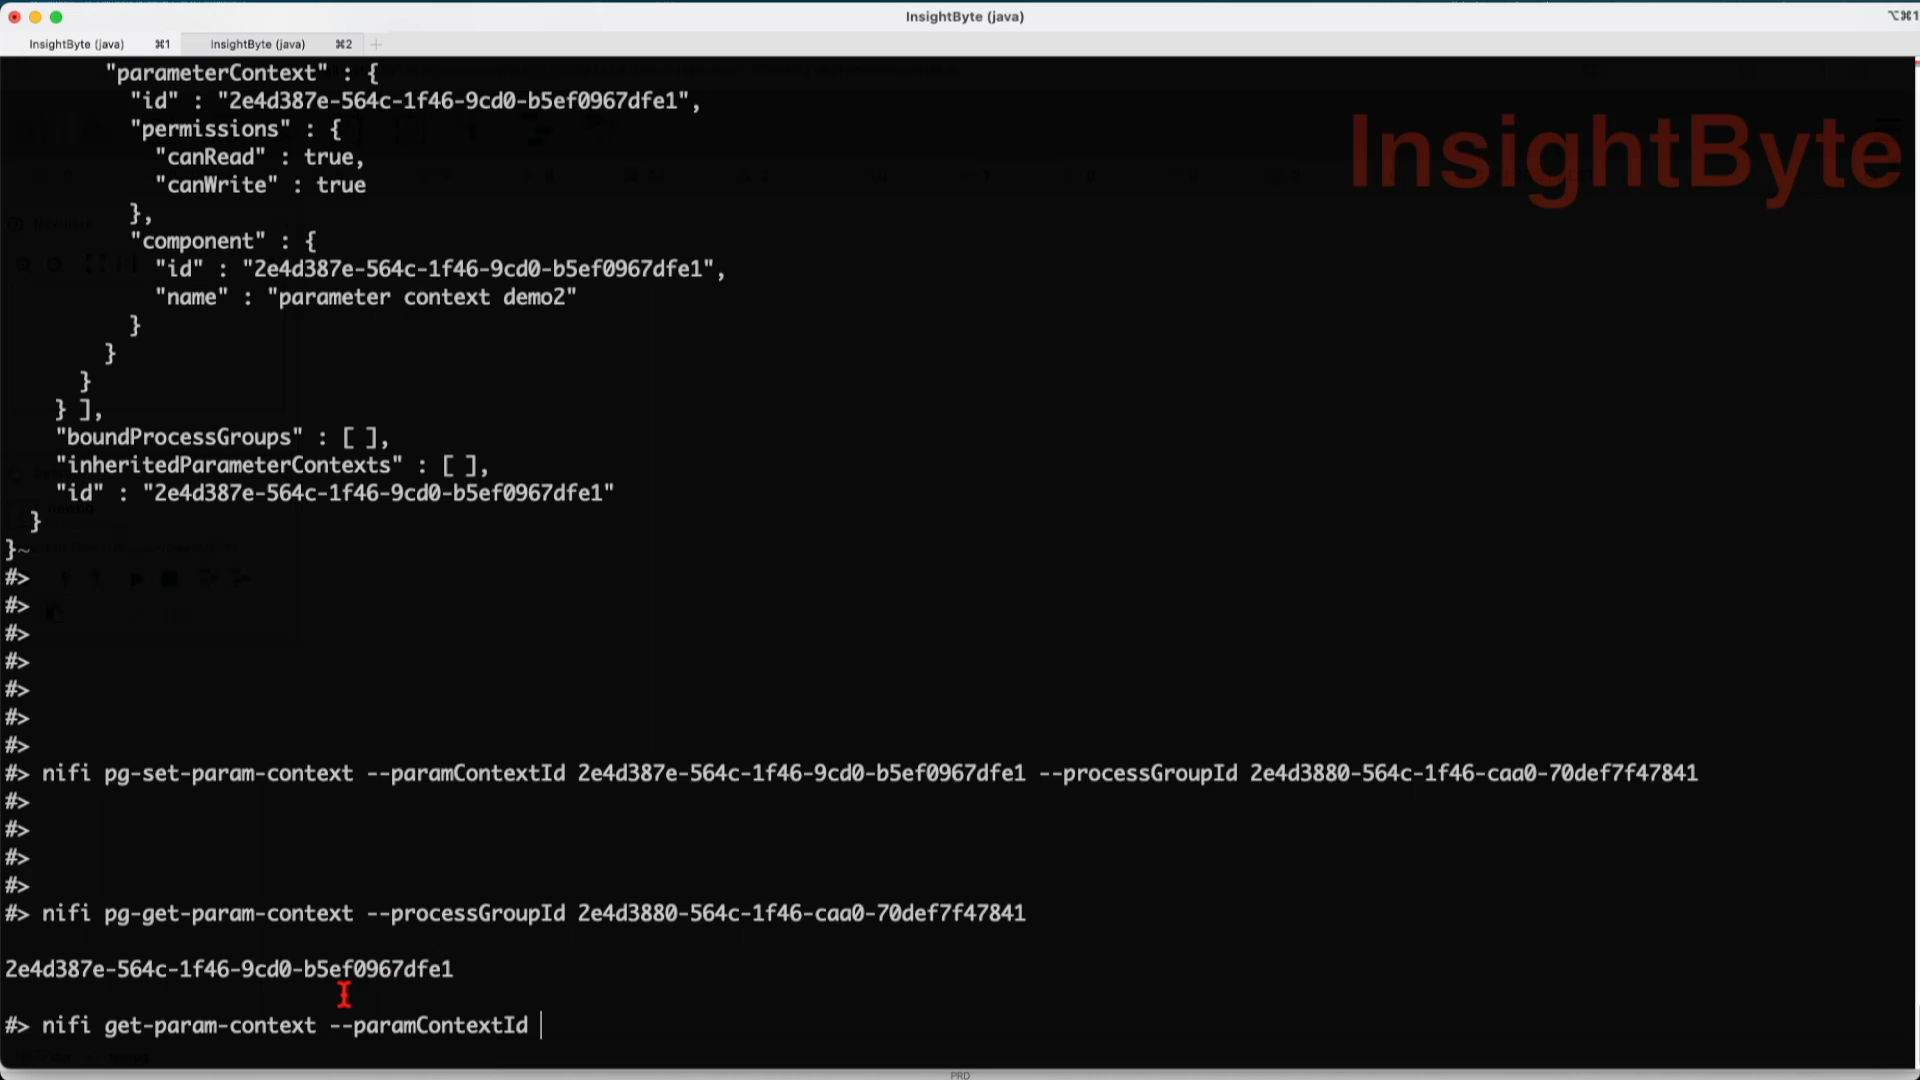 InsightByte (java)
⌥⌘1
InsightByte (java) ⌘1 InsightByte (java) ⌘2 +
"parameterContext" : {
"id" : "2e4d387e-564c-1f46-9cd0-b5ef0967dfe1",
"permissions" : {
"canRead" : true,
"canWrite" : true
},
"component" : {
"id" : "2e4d387e-564c-1f46-9cd0-b5ef0967dfe1",
"name" : "parameter context demo2"
}
}
}
} ],
"boundProcessGroups" : [ ],
"inheritedParameterContexts" : [ ],
"id" : "2e4d387e-564c-1f46-9cd0-b5ef0967dfe1"
}
}~
#>
#>
#>
#>
#>
#>
#>
#> nifi pg-set-param-context --paramContextId 2e4d387e-564c-1f46-9cd0-b5ef0967dfe1 --processGroupId 2e4d3880-564c-1f46-caa0-70def7f47841
#>
#>
#>
#>
#> nifi pg-get-param-context --processGroupId 2e4d3880-564c-1f46-caa0-70def7f47841
2e4d387e-564c-1f46-9cd0-b5ef0967dfe1
#> nifi get-param-context --paramContextId
InsightByte
PRD